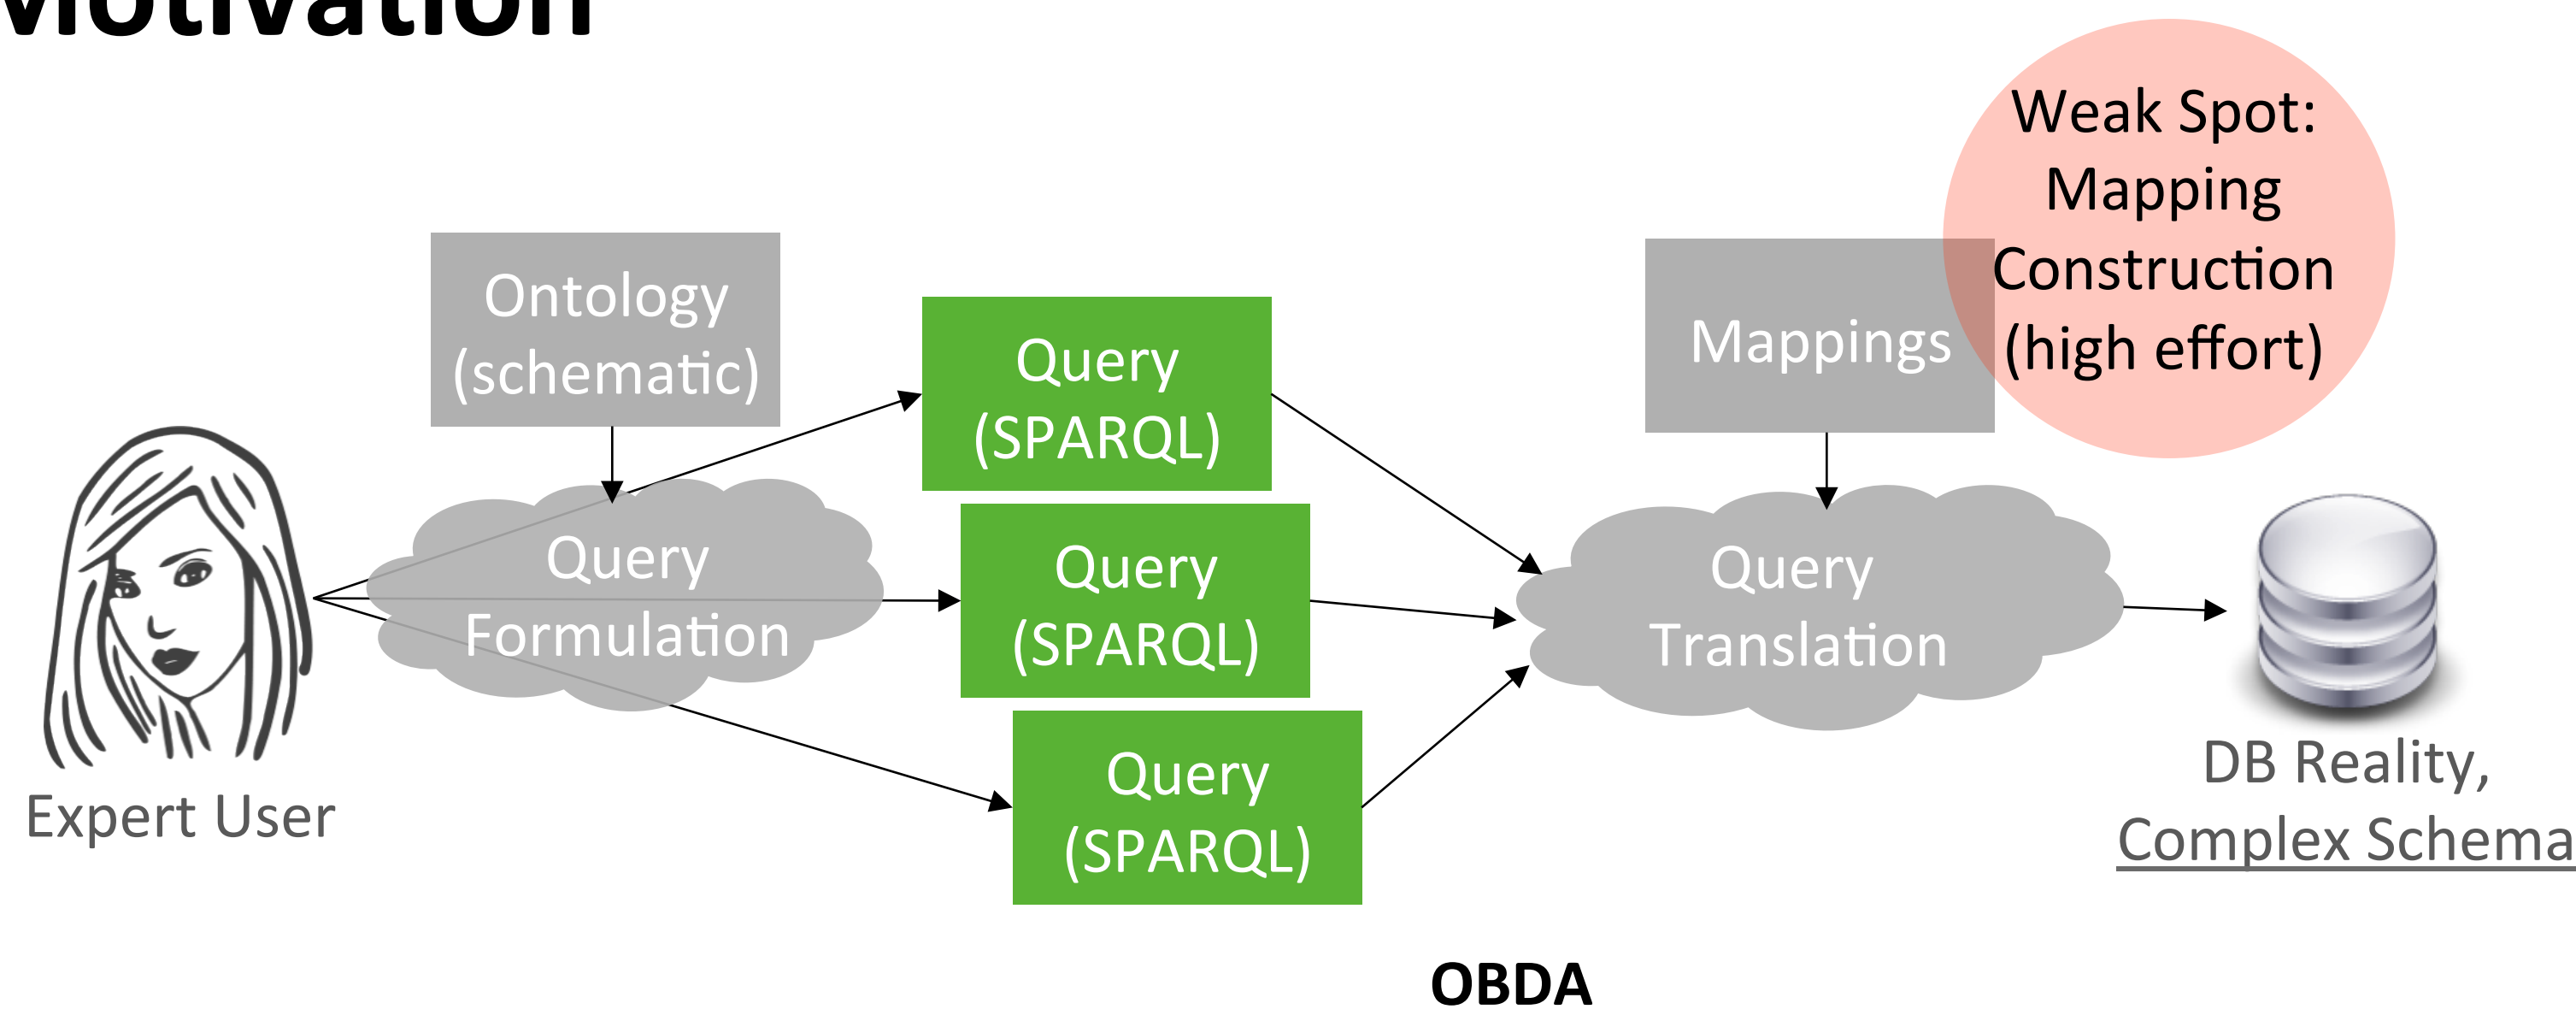 Motivation
Weak Spot:
Mapping
Construction
(high effort)
Ontology
(schematic)
Query
(SPARQL)
Mappings
Query
Formulation
Query
(SPARQL)
Query
Translation
Query
(SPARQL)
Expert User
DB Reality,
Complex Schema
OBDA